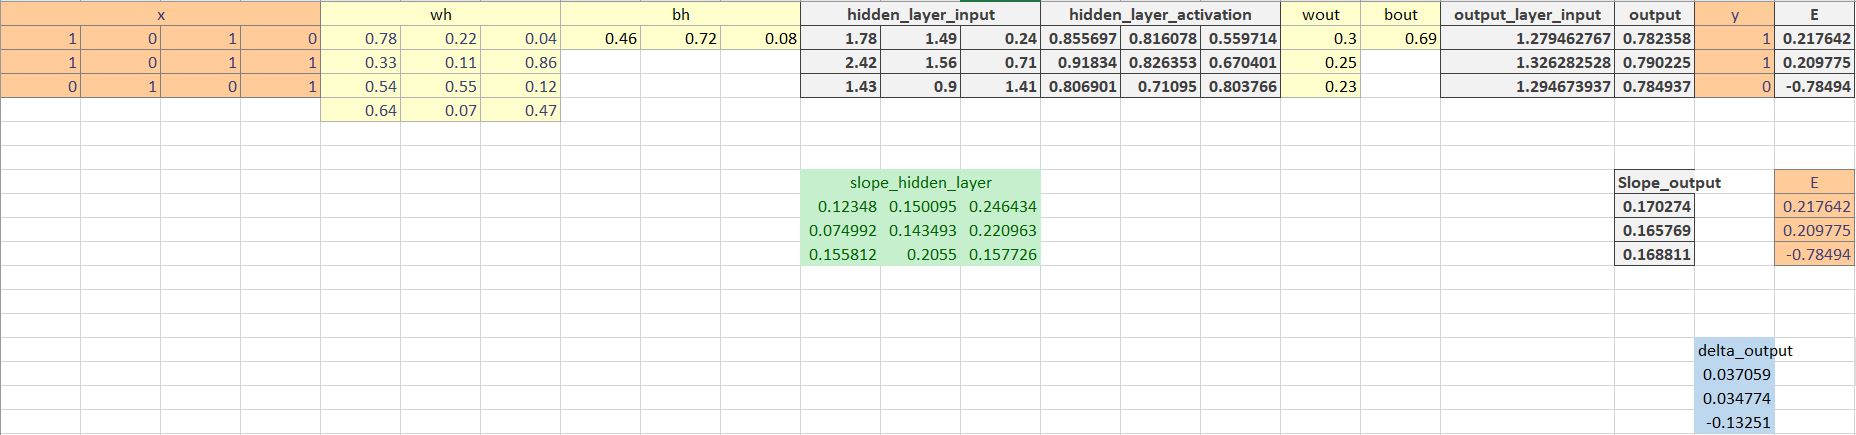 x wh bh hidden_layer_input hidden_layer_activation wout bout output_layer_input output y E
1 0 1 0 0.78 0.22 0.04 0.46 0.72 0.08 1.78 1.49 0.24 0.855697 0.816078 0.559714 0.3 0.69 1.279462767 0.782358 1 0.217642
1 0 1 1 0.33 0.11 0.86 2.42 1.56 0.71 0.91834 0.826353 0.670401 0.25 1.326282528 0.790225 1 0.209775
0 1 0 1 0.54 0.55 0.12 1.43 0.9 1.41 0.806901 0.71095 0.803766 0.23 1.294673937 0.784937 0 -0.78494
0.64 0.07 0.47
slope_hidden_layer Slope_output E
0.12348 0.150095 0.246434 0.170274 0.217642
0.074992 0.143493 0.220963 0.165769 0.209775
0.155812 0.2055 0.157726 0.168811 -0.78494
delta_output
0.037059
0.034774
-0.13251